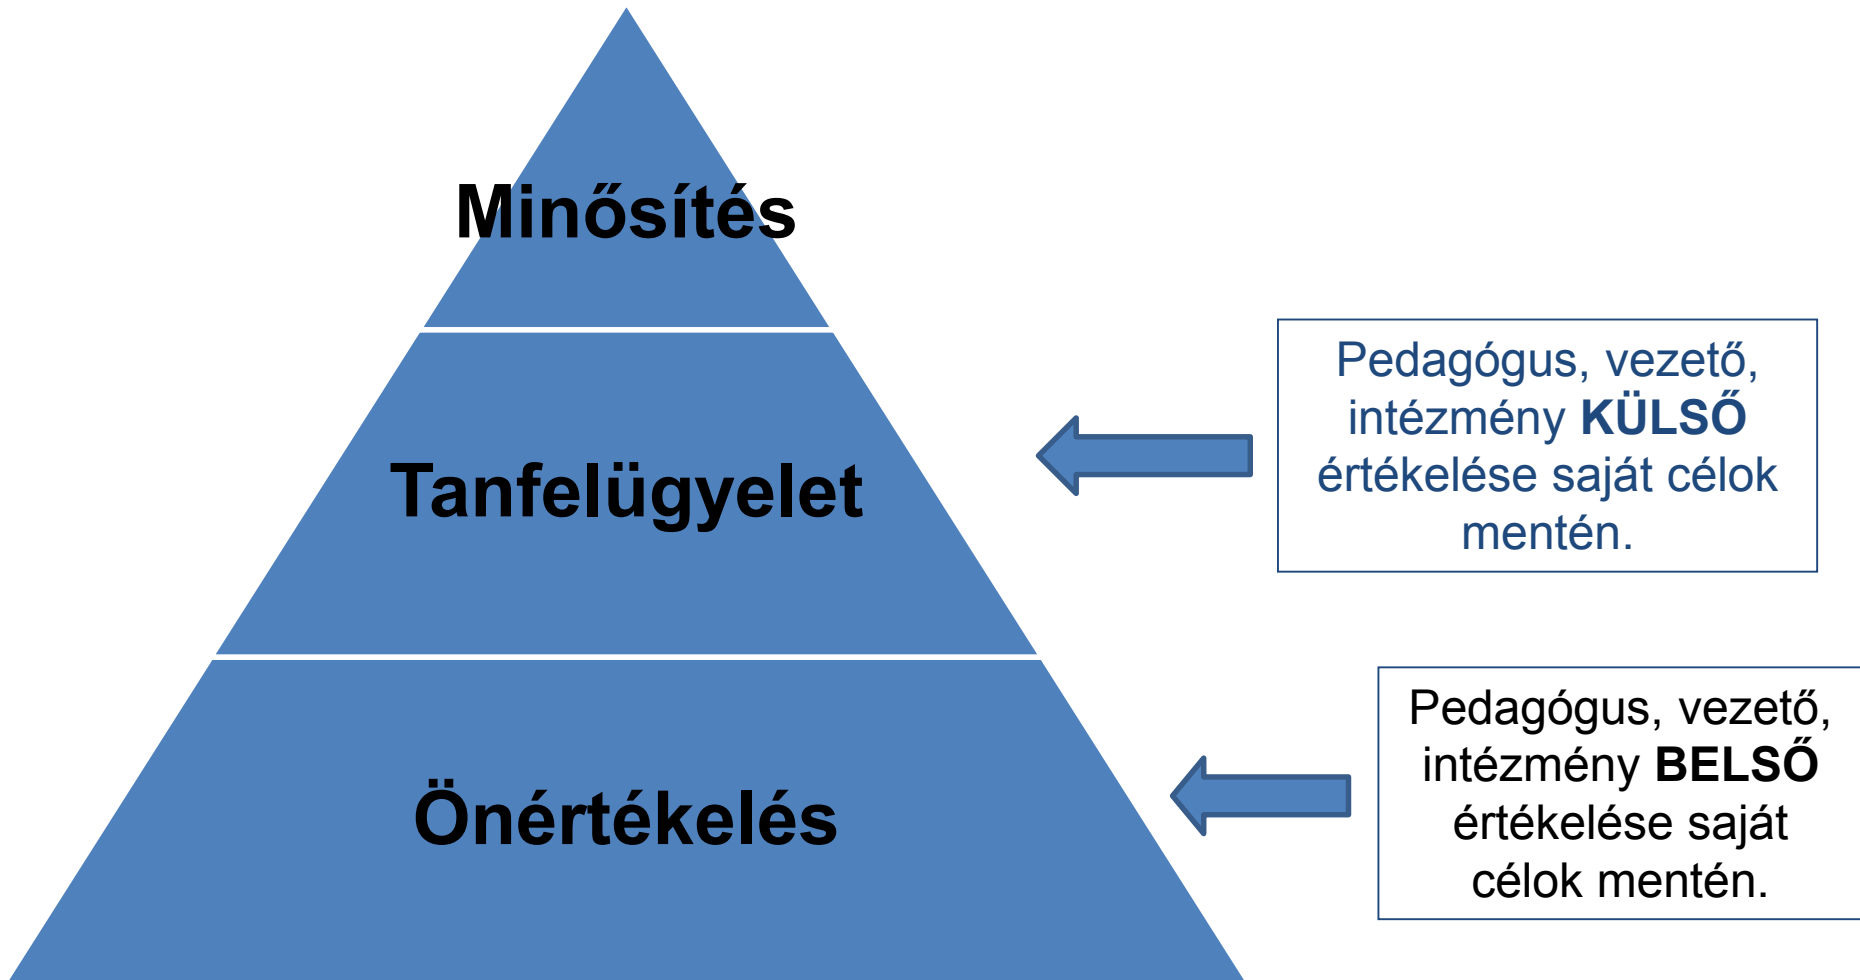 Minősítés
Pedagógus, vezető,
intézmény KÜLSŐ
értékelése saját célok
mentén.
Tanfelügyelet
Pedagógus, vezető,
intézmény BELSŐ
értékelése saját
célok mentén.
Önértékelés